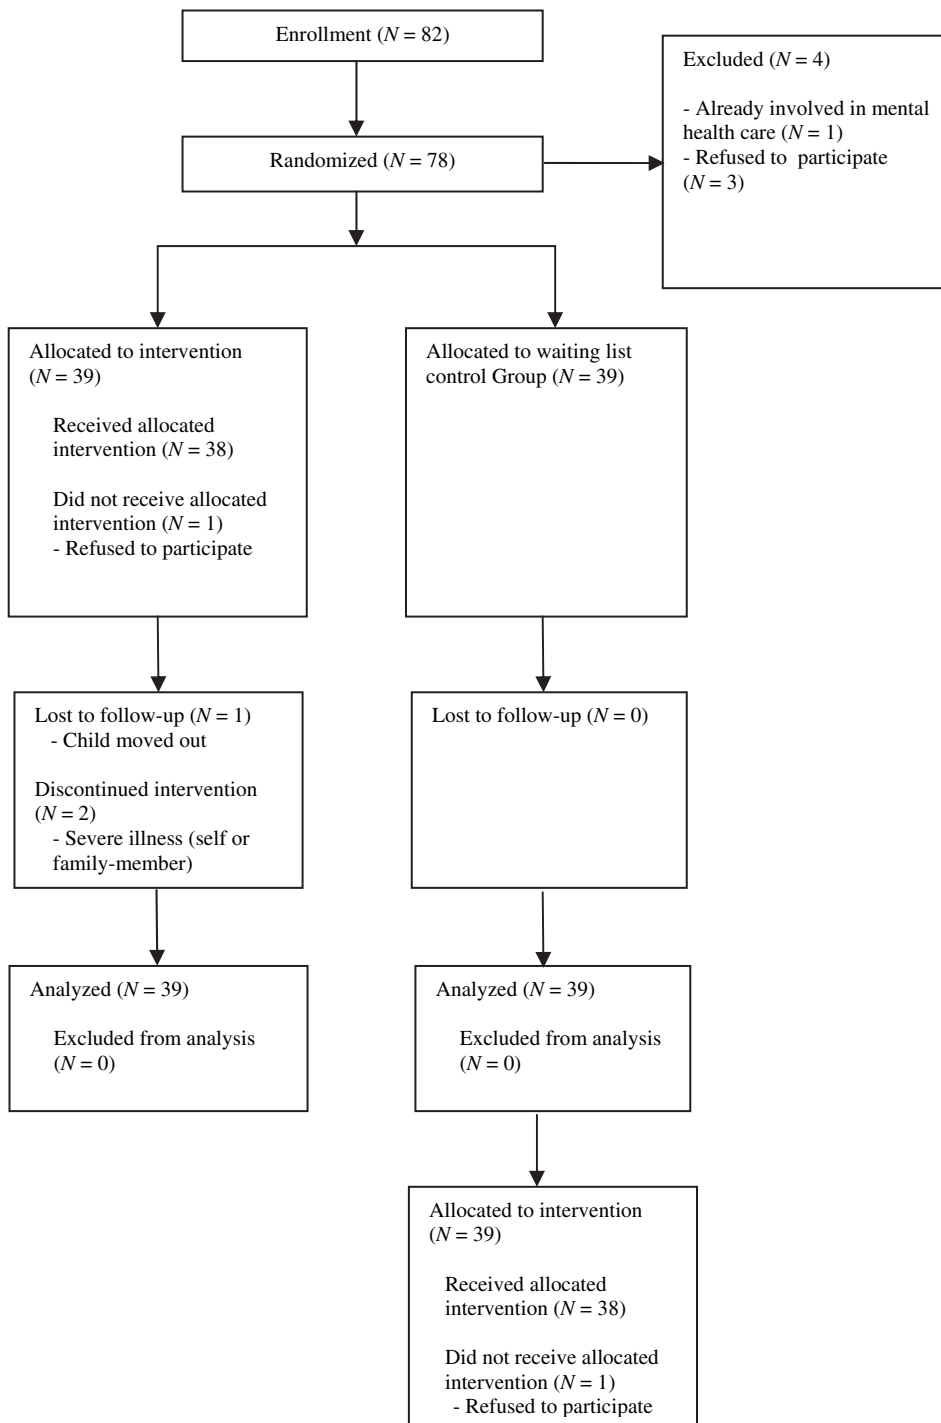 Enrollment (N = 82)
Excluded (N = 4)
- Already involved in mental
health care (N = 1)
- Refused to participate
(N = 3)
Randomized (N = 78)
Allocated to intervention
(N = 39)
Received allocated
intervention (N = 38)
Did not receive allocated
intervention (N = 1)
- Refused to participate
Allocated to waiting list
control Group (N = 39)
Lost to follow-up (N = 1)
- Child moved out
Discontinued intervention
(N = 2)
- Severe illness (self or
family-member)
Lost to follow-up (N = 0)
Analyzed (N = 39)
Excluded from analysis
(N = 0)
Analyzed (N = 39)
Excluded from analysis
(N = 0)
Allocated to intervention
(N = 39)
Received allocated
intervention (N = 38)
Did not receive allocated
intervention (N = 1)
- Refused to participate